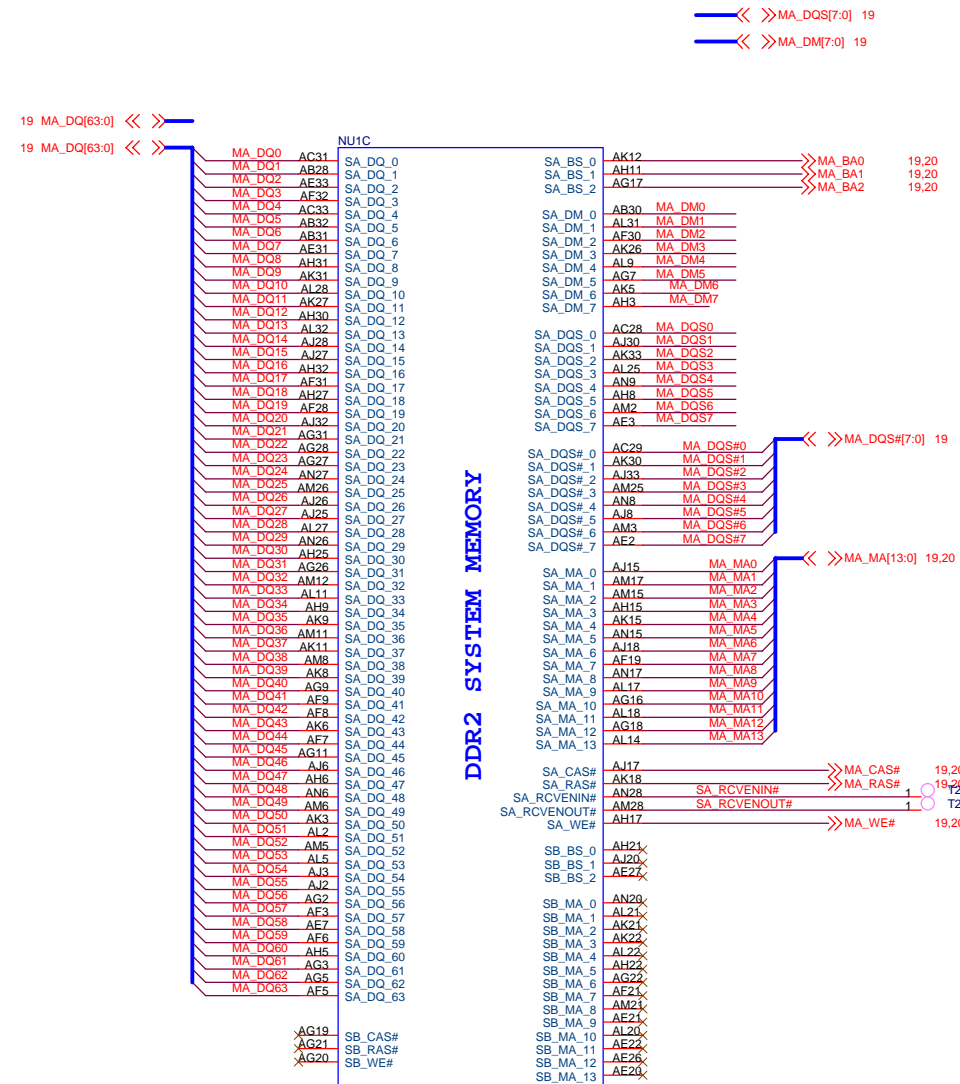 MA_DQS[7:0] 19
MA_DM[7:0] 19
19 MA_DQ[63:0]
19 MA_DQ[63:0]
NU1C
MA_DQ0 AC31 SA_DQ_0
MA_DQ1 AB28 SA_DQ_1
MA_DQ2 AE33 SA_DQ_2
MA_DQ3 AF32 SA_DQ_3
MA_DQ4 AC33 SA_DQ_4
MA_DQ5 AB32 SA_DQ_5
MA_DQ6 AB31 SA_DQ_6
MA_DQ7 AE31 SA_DQ_7
MA_DQ8 AH31 SA_DQ_8
MA_DQ9 AK31 SA_DQ_9
MA_DQ10 AL28 SA_DQ_10
MA_DQ11 AK27 SA_DQ_11
MA_DQ12 AH30 SA_DQ_12
MA_DQ13 AL32 SA_DQ_13
MA_DQ14 AJ28 SA_DQ_14
MA_DQ15 AJ27 SA_DQ_15
MA_DQ16 AH32 SA_DQ_16
MA_DQ17 AF31 SA_DQ_17
MA_DQ18 AH27 SA_DQ_18
MA_DQ19 AF28 SA_DQ_19
MA_DQ20 AJ32 SA_DQ_20
MA_DQ21 AG31 SA_DQ_21
MA_DQ22 AG28 SA_DQ_22
MA_DQ23 AG27 SA_DQ_23
MA_DQ24 AN27 SA_DQ_24
MA_DQ25 AM26 SA_DQ_25
MA_DQ26 AJ26 SA_DQ_26
MA_DQ27 AJ25 SA_DQ_27
MA_DQ28 AL27 SA_DQ_28
MA_DQ29 AN26 SA_DQ_29
MA_DQ30 AH25 SA_DQ_30
MA_DQ31 AG26 SA_DQ_31
MA_DQ32 AM12 SA_DQ_32
MA_DQ33 AL11 SA_DQ_33
MA_DQ34 AH9 SA_DQ_34
MA_DQ35 AK9 SA_DQ_35
MA_DQ36 AM11 SA_DQ_36
MA_DQ37 AK11 SA_DQ_37
MA_DQ38 AM8 SA_DQ_38
MA_DQ39 AK8 SA_DQ_39
MA_DQ40 AG9 SA_DQ_40
MA_DQ41 AF9 SA_DQ_41
MA_DQ42 AF8 SA_DQ_42
MA_DQ43 AK6 SA_DQ_43
MA_DQ44 AF7 SA_DQ_44
MA_DQ45 AG11 SA_DQ_45
MA_DQ46 AJ6 SA_DQ_46
MA_DQ47 AH6 SA_DQ_47
MA_DQ48 AN6 SA_DQ_48
MA_DQ49 AM6 SA_DQ_49
MA_DQ50 AK3 SA_DQ_50
MA_DQ51 AL2 SA_DQ_51
MA_DQ52 AM5 SA_DQ_52
MA_DQ53 AL5 SA_DQ_53
MA_DQ54 AJ3 SA_DQ_54
MA_DQ55 AJ2 SA_DQ_55
MA_DQ56 AG2 SA_DQ_56
MA_DQ57 AF3 SA_DQ_57
MA_DQ58 AE7 SA_DQ_58
MA_DQ59 AF6 SA_DQ_59
MA_DQ60 AH5 SA_DQ_60
MA_DQ61 AG3 SA_DQ_61
MA_DQ62 AG5 SA_DQ_62
MA_DQ63 AF5 SA_DQ_63
AG19 SB_CAS#
AG21 SB_RAS#
AG20 SB_WE#
DDR2 SYSTEM MEMORY
SA_BS_0 AK12 MA_BA0 19,20
SA_BS_1 AH11 MA_BA1 19,20
SA_BS_2 AG17 MA_BA2 19,20
SA_DM_0 AB30 MA_DM0
SA_DM_1 AL31 MA_DM1
SA_DM_2 AF30 MA_DM2
SA_DM_3 AK26 MA_DM3
SA_DM_4 AL9 MA_DM4
SA_DM_5 AG7 MA_DM5
SA_DM_6 AK5 MA_DM6
SA_DM_7 AH3 MA_DM7
SA_DQS_0 AC28 MA_DQS0
SA_DQS_1 AJ30 MA_DQS1
SA_DQS_2 AK33 MA_DQS2
SA_DQS_3 AL25 MA_DQS3
SA_DQS_4 AN9 MA_DQS4
SA_DQS_5 AH8 MA_DQS5
SA_DQS_6 AM2 MA_DQS6
SA_DQS_7 AE3 MA_DQS7
MA_DQS#[7:0] 19
SA_DQS#_0 AC29 MA_DQS#0
SA_DQS#_1 AK30 MA_DQS#1
SA_DQS#_2 AJ33 MA_DQS#2
SA_DQS#_3 AM25 MA_DQS#3
SA_DQS#_4 AN8 MA_DQS#4
SA_DQS#_5 AJ8 MA_DQS#5
SA_DQS#_6 AM3 MA_DQS#6
SA_DQS#_7 AE2 MA_DQS#7
MA_MA[13:0] 19,20
SA_MA_0 AJ15 MA_MA0
SA_MA_1 AM17 MA_MA1
SA_MA_2 AM15 MA_MA2
SA_MA_3 AH15 MA_MA3
SA_MA_4 AK15 MA_MA4
SA_MA_5 AN15 MA_MA5
SA_MA_6 AJ18 MA_MA6
SA_MA_7 AF19 MA_MA7
SA_MA_8 AN17 MA_MA8
SA_MA_9 AL17 MA_MA9
SA_MA_10 AG16 MA_MA10
SA_MA_11 AL18 MA_MA11
SA_MA_12 AG18 MA_MA12
SA_MA_13 AL14 MA_MA13
SA_CAS# AJ17 MA_CAS# 19,20
SA_RAS# AK18 MA_RAS# 19,20
SA_RCVENIN# AN28 SA_RCVENIN# 1 T2
SA_RCVENOUT# AM28 SA_RCVENOUT# 1 T2
SA_WE# AH17 MA_WE# 19,20
SB_BS_0 AH21
SB_BS_1 AJ20
SB_BS_2 AE27
SB_MA_0 AN20
SB_MA_1 AL21
SB_MA_2 AK21
SB_MA_3 AK22
SB_MA_4 AL22
SB_MA_5 AH22
SB_MA_6 AG22
SB_MA_7 AF21
SB_MA_8 AM21
SB_MA_9 AE21
SB_MA_10 AL20
SB_MA_11 AE22
SB_MA_12 AE26
SB_MA_13 AE20